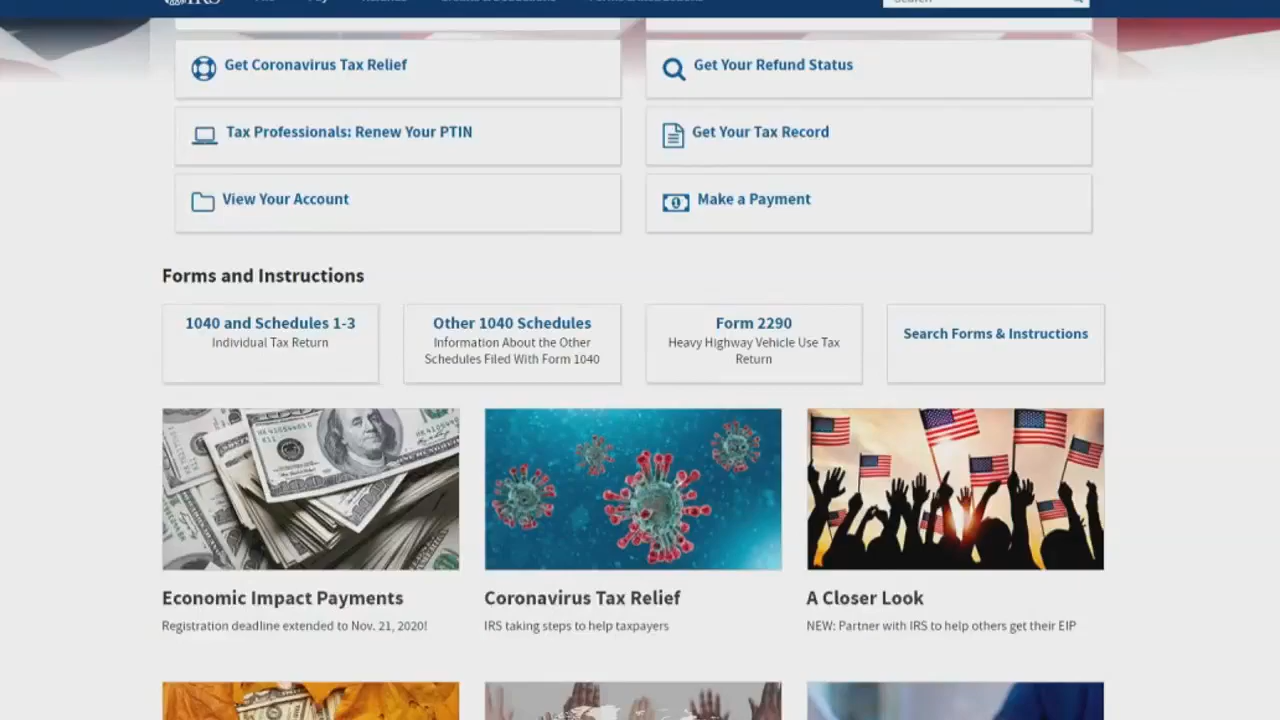 IRS
Get Coronavirus Tax Relief
Get Your Refund Status
Tax Professionals: Renew Your PTIN
Get Your Tax Record
View Your Account
Make a Payment
Forms and Instructions
1040 and Schedules 1-3
Individual Tax Return
Other 1040 Schedules
Information About the Other
Schedules Filed With Form 1040
Form 2290
Heavy Highway Vehicle Use Tax
Return
Search Forms & Instructions
Economic Impact Payments
Registration deadline extended to Nov. 21, 2020!
Coronavirus Tax Relief
IRS taking steps to help taxpayers
A Closer Look
NEW: Partner with IRS to help others get their EIP